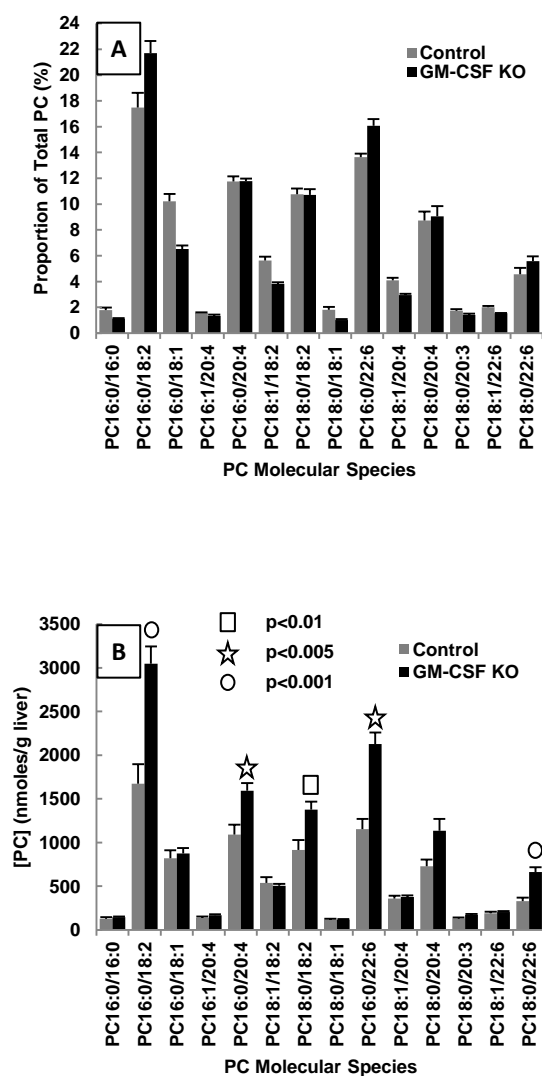 A
Control
GM-CSF KO
Proportion of Total PC (%)
24
22
20
18
16
14
12
10
8
6
4
2
0
PC16:0/16:0
PC16:0/18:2
PC16:0/18:1
PC16:1/20:4
PC16:0/20:4
PC18:1/18:2
PC18:0/18:2
PC18:0/18:1
PC16:0/22:6
PC18:1/20:4
PC18:0/20:4
PC18:0/20:3
PC18:1/22:6
PC18:0/22:6
PC Molecular Species
B
p<0.01
p<0.005
p<0.001
Control
GM-CSF KO
[PC] (nmoles/g liver)
3500
3000
2500
2000
1500
1000
500
0
PC16:0/16:0
PC16:0/18:2
PC16:0/18:1
PC16:1/20:4
PC16:0/20:4
PC18:1/18:2
PC18:0/18:2
PC18:0/18:1
PC16:0/22:6
PC18:1/20:4
PC18:0/20:4
PC18:0/20:3
PC18:1/22:6
PC18:0/22:6
PC Molecular Species